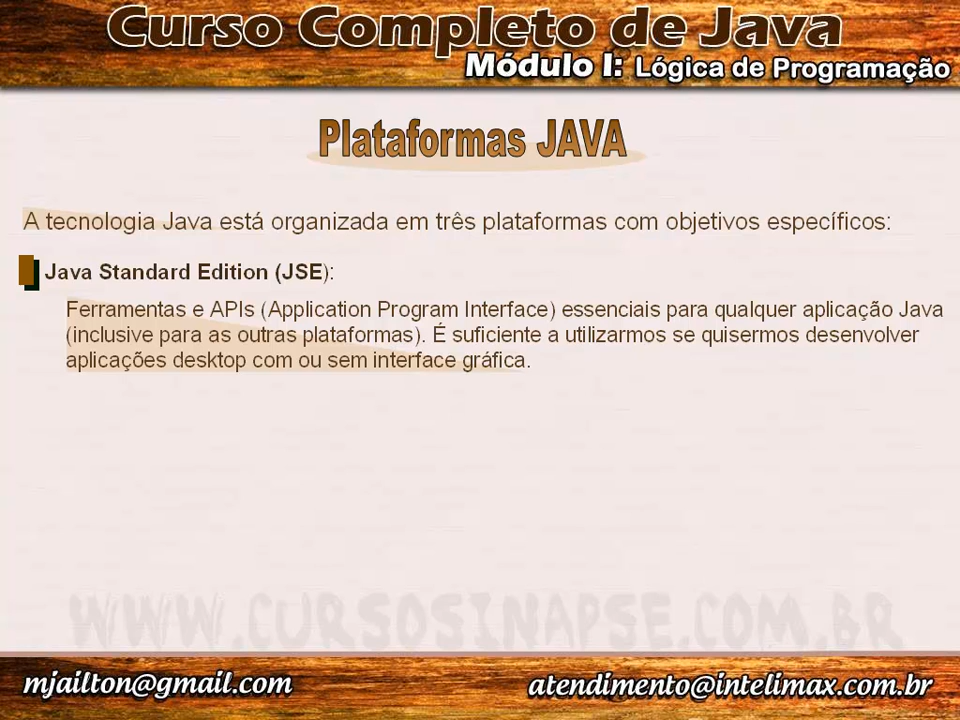 Curso Completo de Java
Módulo I: Lógica de Programação
Plataformas JAVA
A tecnologia Java está organizada em três plataformas com objetivos específicos:
Java Standard Edition (JSE):
Ferramentas e APIs (Application Program Interface) essenciais para qualquer aplicação Java
(inclusive para as outras plataformas). É suficiente a utilizarmos se quisermos desenvolver
aplicações desktop com ou sem interface gráfica.
WWW.CURSOSINAPSE.COM.BR
mjailton@gmail.com
atendimento@intelimax.com.br